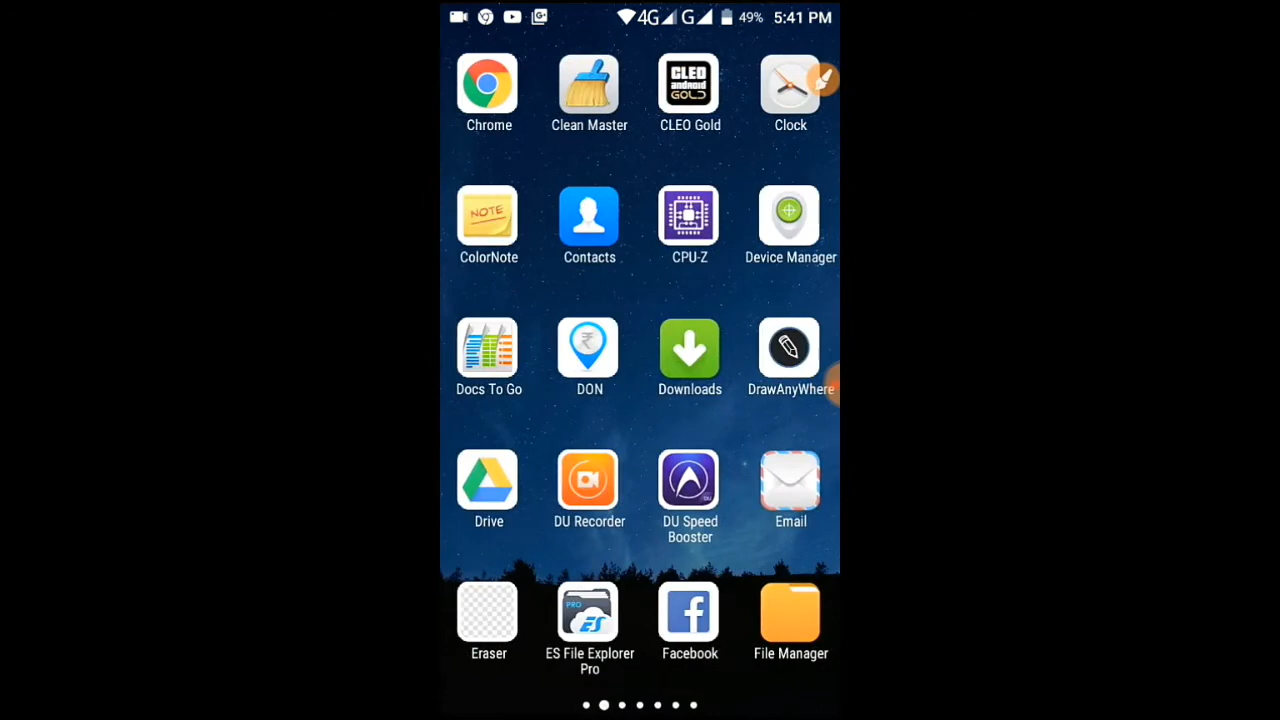 4G G 49% 5:41 PM
CLEO
android
GOLD
Chrome Clean Master CLEO Gold Clock
NOTE
ColorNote Contacts CPU-Z Device Manager
₹
Docs To Go DON Downloads DrawAnyWhere
DU
Drive DU Recorder DU Speed Email
Booster
PRO
ES
Eraser ES File Explorer Facebook File Manager
Pro